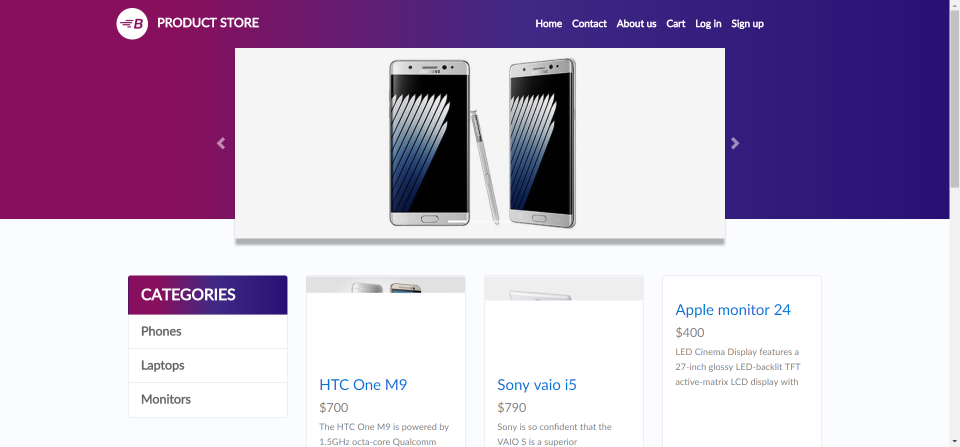 B PRODUCT STORE
Home Contact About us Cart Log in Sign up
SAMSUNG SAMSUNG
CATEGORIES
Phones
Laptops
Monitors
HTC One M9
$700
The HTC One M9 is powered by
1.5GHz octa-core Qualcomm
Sony vaio i5
$790
Sony is so confident that the
VAIO S is a superior
Apple monitor 24
$400
LED Cinema Display features a
27-inch glossy LED-backlit TFT
active-matrix LCD display with